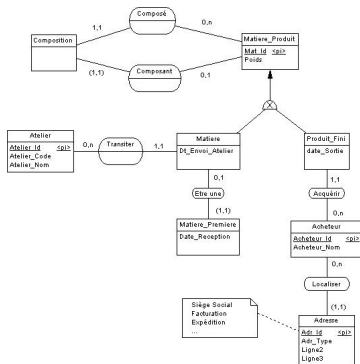 Composé
1,1
0,n
Composition
Matiere_Produit
Mat_Id <pi>
Poids
(1,1)
0,1
Composant
Atelier
Atelier_Id <pi>
Atelier_Code
Atelier_Nom
0,n
Transiter
1,1
Matiere
Dt_Envoi_Atelier
Produit_Fini
date_Sortie
0,1
Etre une
(1,1)
1,1
Acquérir
0,n
Matiere_Premiere
Date_Reception
Acheteur
Acheteur_Id <pi>
Acheteur_Nom
0,n
Localiser
(1,1)
Siège Social
Facturation
Expédition
...
Adresse
Adr_Id <pi>
Adr_Type
Ligne2
Ligne3